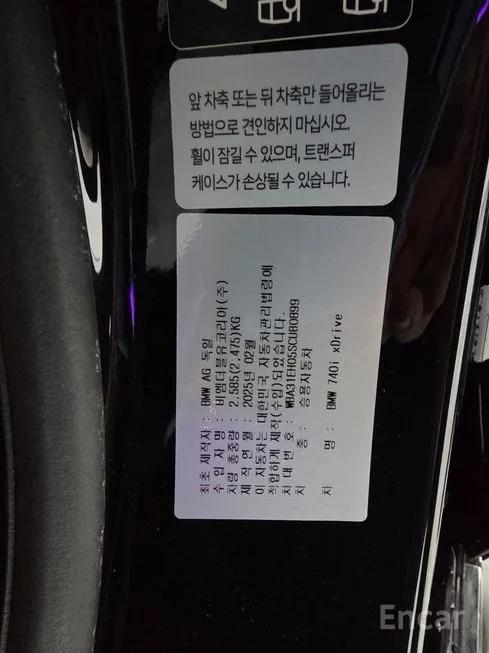 앞 차축 또는 뒤 차축만 들어올리는
방법으로 견인하지 마십시오.
휠이 잠길 수 있으며, 트랜스퍼
케이스가 손상될 수 있습니다.
최초 제작자 : BMW AG 독일
수 입 자 명 : 비엠더블유코리아(주)
차량 총중량 : 2,585(2,475)KG
제 작 연 월 : 2025년 02월
이 자동차는 대한민국 자동차관리법령에
적합하게 제작(수입)되었습니다.
차 대 번 호 : WBA31EH05SCU80899
차 종 : 승용자동차
차 명 : BMW 740i xDrive
Encar